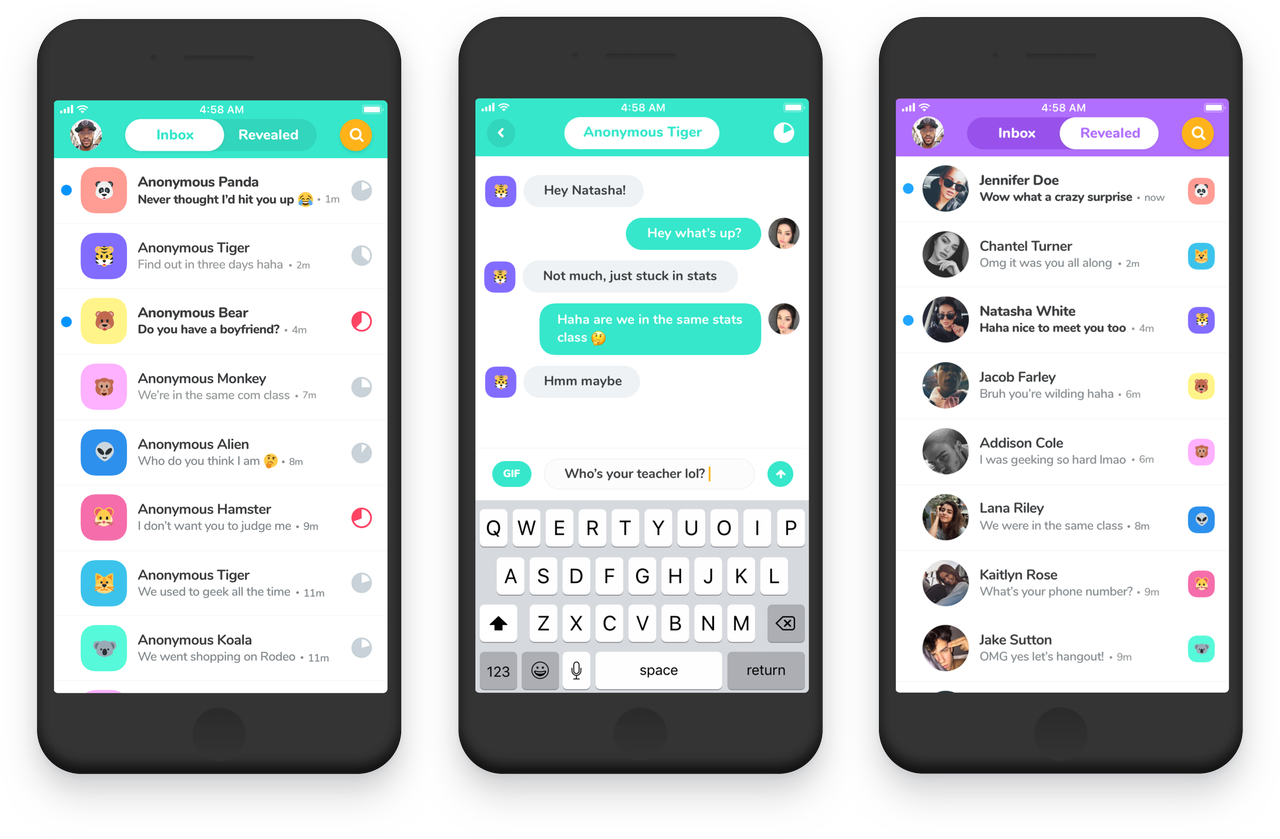 4:58 AM
Inbox
Revealed
Anonymous Panda
Never thought I'd hit you up 😂 • 1m
Anonymous Tiger
Find out in three days haha • 2m
Anonymous Bear
Do you have a boyfriend? • 4m
Anonymous Monkey
We're in the same com class • 7m
Anonymous Alien
Who do you think I am 🤔 • 8m
Anonymous Hamster
I don't want you to judge me • 9m
Anonymous Tiger
We used to geek all the time • 11m
Anonymous Koala
We went shopping on Rodeo • 11m
4:58 AM
Anonymous Tiger
Hey Natasha!
Hey what's up?
Not much, just stuck in stats
Haha are we in the same stats
class 🤔
Hmm maybe
GIF
Who's your teacher lol?
Q W E R T Y U O I P
A S D F G H J K L
Z X C V B N M
123
space
return
4:58 AM
Inbox
Revealed
Jennifer Doe
Wow what a crazy surprise • now
Chantel Turner
Omg it was you all along • 2m
Natasha White
Haha nice to meet you too • 4m
Jacob Farley
Bruh you're wilding haha • 6m
Addison Cole
I was geeking so hard lmao • 6m
Lana Riley
We were in the same class • 8m
Kaitlyn Rose
What's your phone number? • 9m
Jake Sutton
OMG yes let's hangout! • 9m